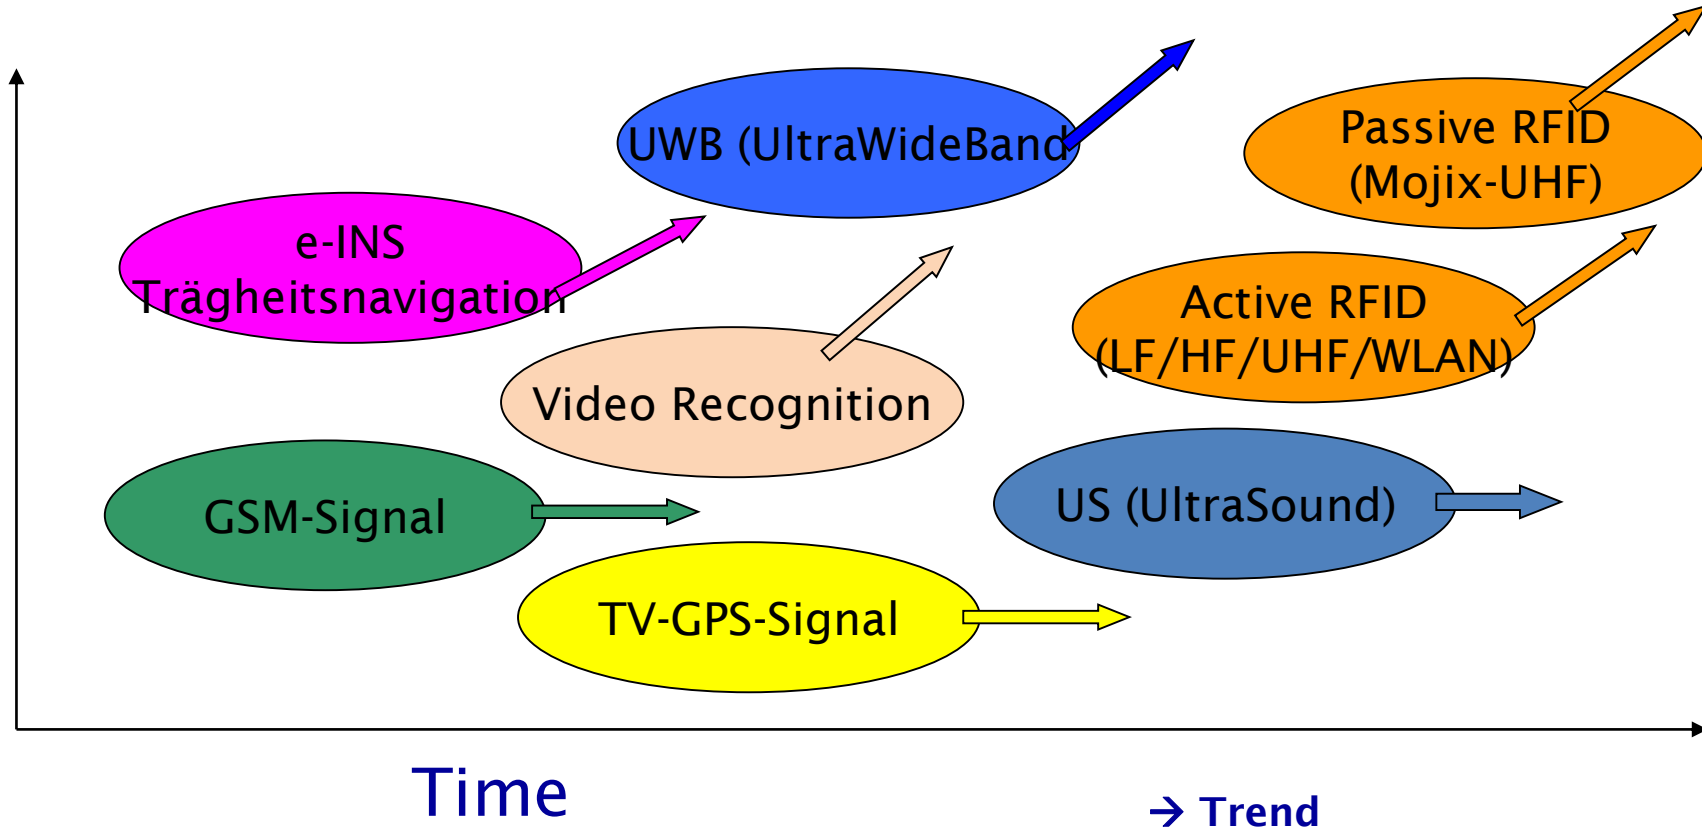 UWB (UltraWideBand
Passive RFID
(Mojix-UHF)
e-INS
Trägheitsnavigation
Active RFID
(LF/HF/UHF/WLAN)
Video Recognition
GSM-Signal
US (UltraSound)
TV-GPS-Signal
Time
→ Trend